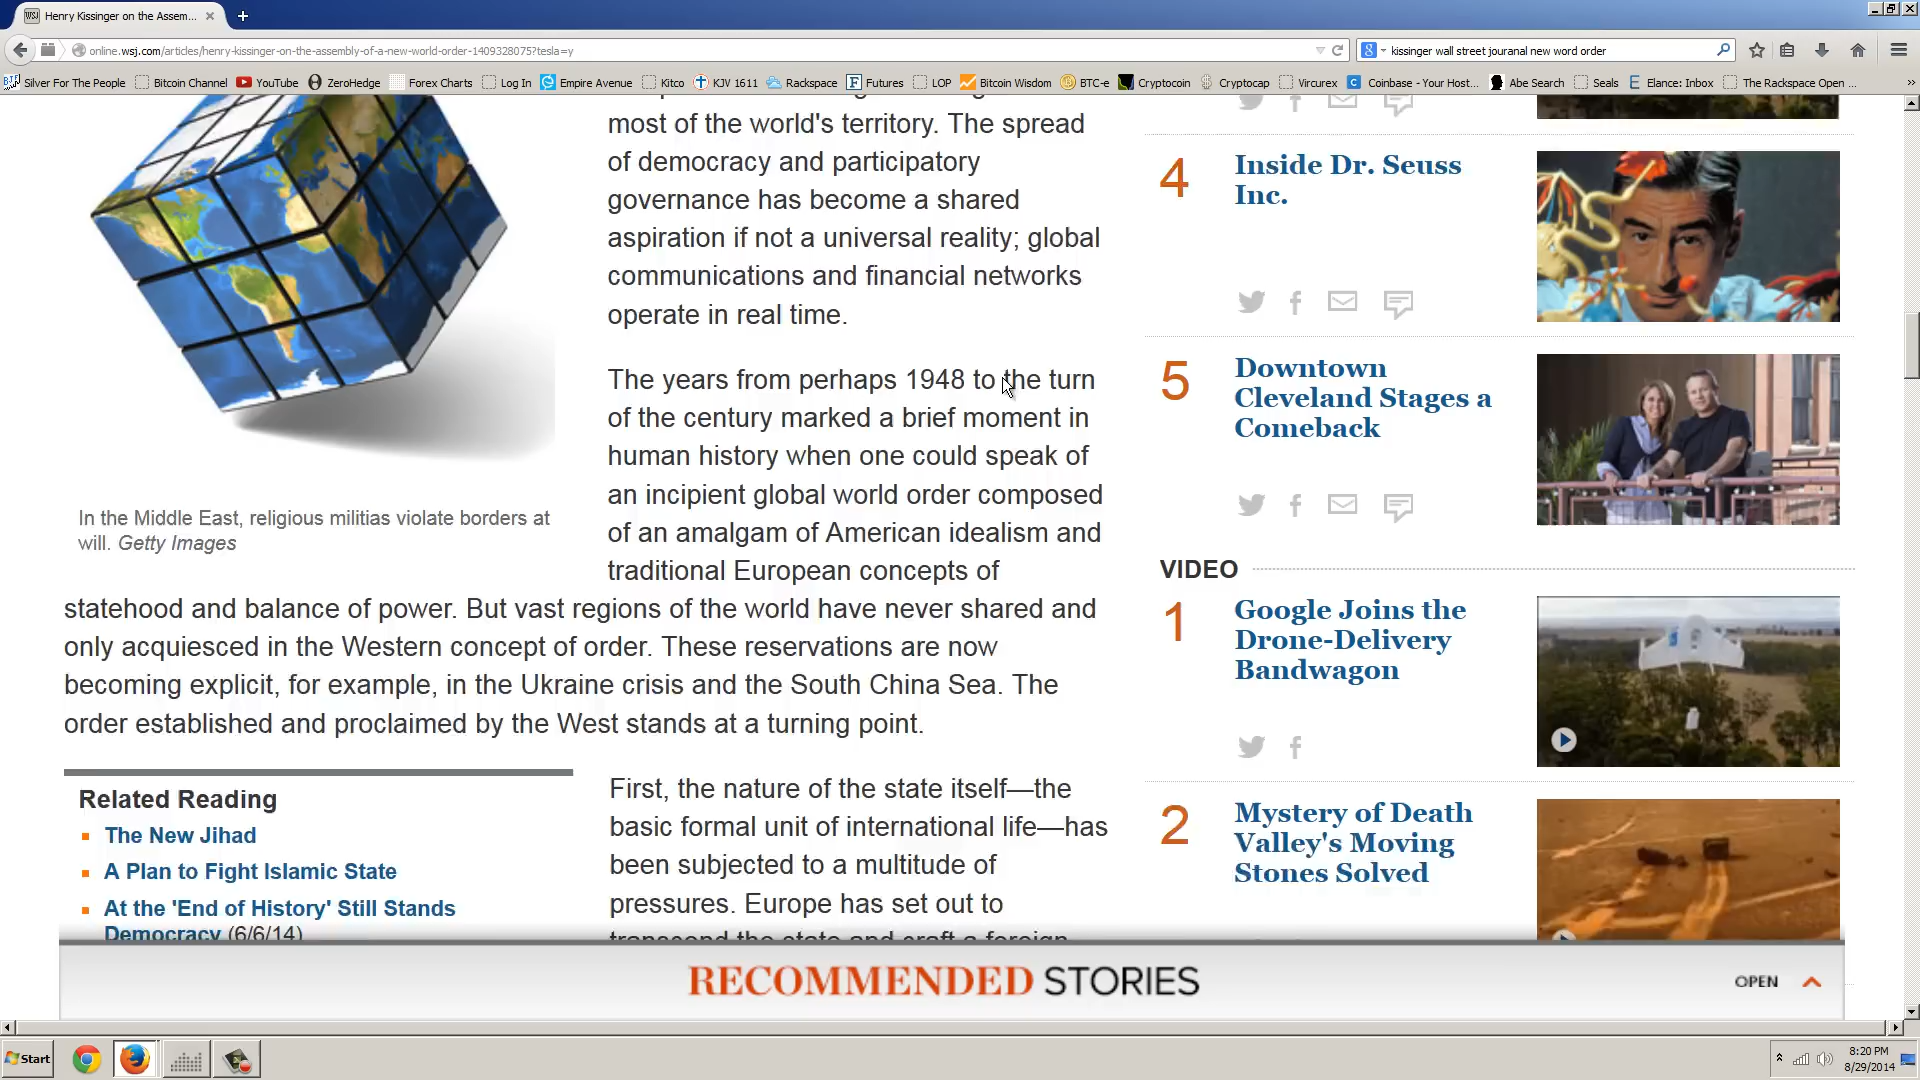 Henry Kissinger on the Assem...
online.wsj.com/articles/henry-kissinger-on-the-assembly-of-a-new-world-order-1409328075?tesla=y
kissinger wall street jouranal new word order
Silver For The People
Bitcoin Channel
YouTube
ZeroHedge
Forex Charts
Log In
Empire Avenue
Kitco
KJV 1611
Rackspace
Futures
LOP
Bitcoin Wisdom
BTC-e
Cryptocoin
Cryptocap
Vircurex
Coinbase - Your Host...
Abe Search
Seals
Elance: Inbox
The Rackspace Open ...
most of the world's territory. The spread
of democracy and participatory
governance has become a shared
aspiration if not a universal reality; global
communications and financial networks
operate in real time.
The years from perhaps 1948 to the turn
of the century marked a brief moment in
human history when one could speak of
an incipient global world order composed
of an amalgam of American idealism and
traditional European concepts of
statehood and balance of power. But vast regions of the world have never shared and
only acquiesced in the Western concept of order. These reservations are now
becoming explicit, for example, in the Ukraine crisis and the South China Sea. The
order established and proclaimed by the West stands at a turning point.
In the Middle East, religious militias violate borders at
will. Getty Images
Related Reading
The New Jihad
A Plan to Fight Islamic State
At the 'End of History' Still Stands
Democracy (6/6/14)
First, the nature of the state itself—the
basic formal unit of international life—has
been subjected to a multitude of
pressures. Europe has set out to
transcend the state and craft a foreign
4
Inside Dr. Seuss
Inc.
5
Downtown
Cleveland Stages a
Comeback
VIDEO
1
Google Joins the
Drone-Delivery
Bandwagon
2
Mystery of Death
Valley's Moving
Stones Solved
RECOMMENDED STORIES
OPEN
Start
8:20 PM
8/29/2014